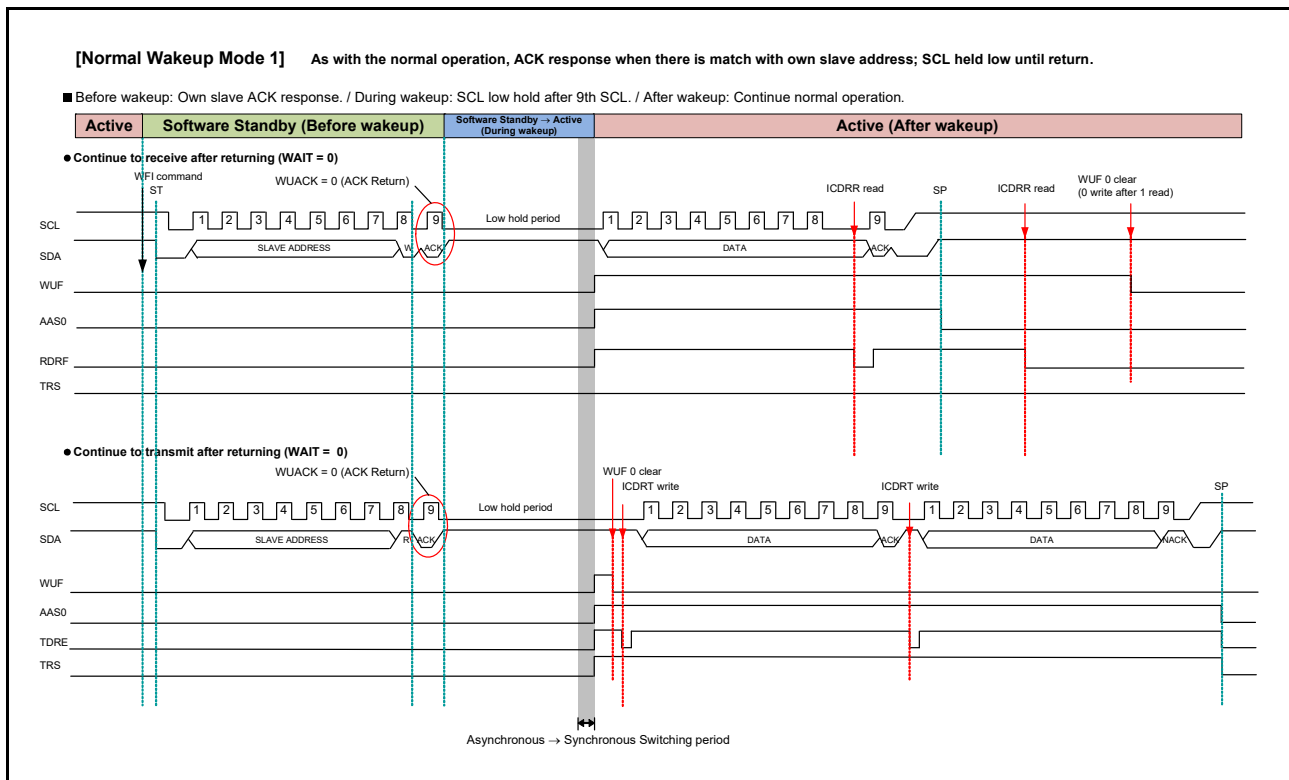 [Normal Wakeup Mode 1] As with the normal operation, ACK response when there is match with own slave address; SCL held low until return.
■ Before wakeup: Own slave ACK response. / During wakeup: SCL low hold after 9th SCL. / After wakeup: Continue normal operation.
Active Software Standby (Before wakeup) Software Standby → Active (During wakeup) Active (After wakeup)
● Continue to receive after returning (WAIT = 0)
WFI command
ST
WUACK = 0 (ACK Return)
ICDRR read
SP
ICDRR read
WUF 0 clear
(0 write after 1 read)
SCL 1 2 3 4 5 6 7 8 9 Low hold period 1 2 3 4 5 6 7 8 9
SDA SLAVE ADDRESS W ACK DATA ACK
WUF
AAS0
RDRF
TRS
● Continue to transmit after returning (WAIT = 0)
WUACK = 0 (ACK Return)
WUF 0 clear
ICDRT write
ICDRT write
SP
SCL 1 2 3 4 5 6 7 8 9 Low hold period 1 2 3 4 5 6 7 8 9 1 2 3 4 5 6 7 8 9
SDA SLAVE ADDRESS R ACK DATA ACK DATA NACK
WUF
AAS0
TDRE
TRS
Asynchronous → Synchronous Switching period